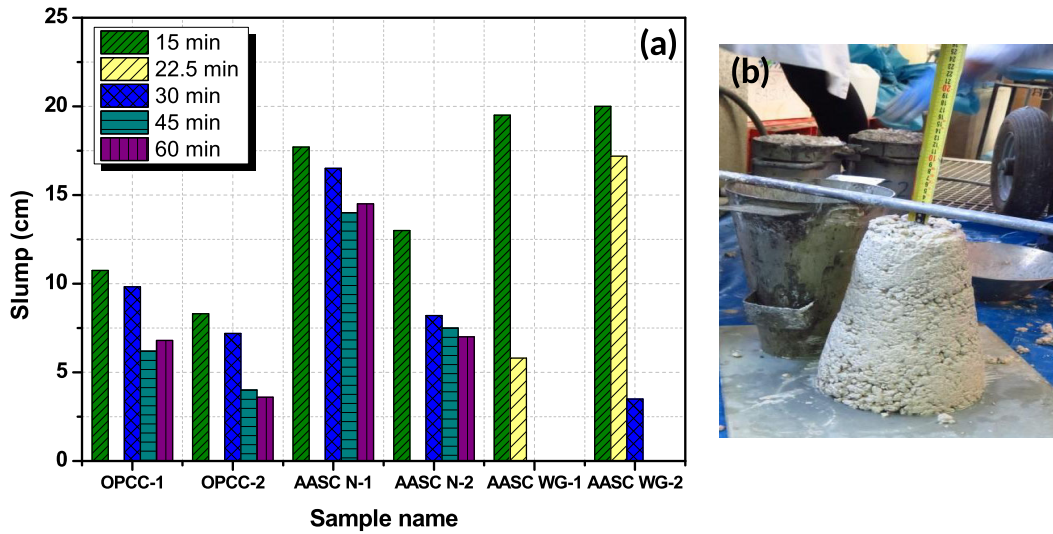 25
20
15
10
5
0
Slump (cm)
15 min
22.5 min
30 min
45 min
60 min
(a)
OPCC-1 OPCC-2 AASC N-1 AASC N-2 AASC WG-1 AASC WG-2
Sample name
(b)